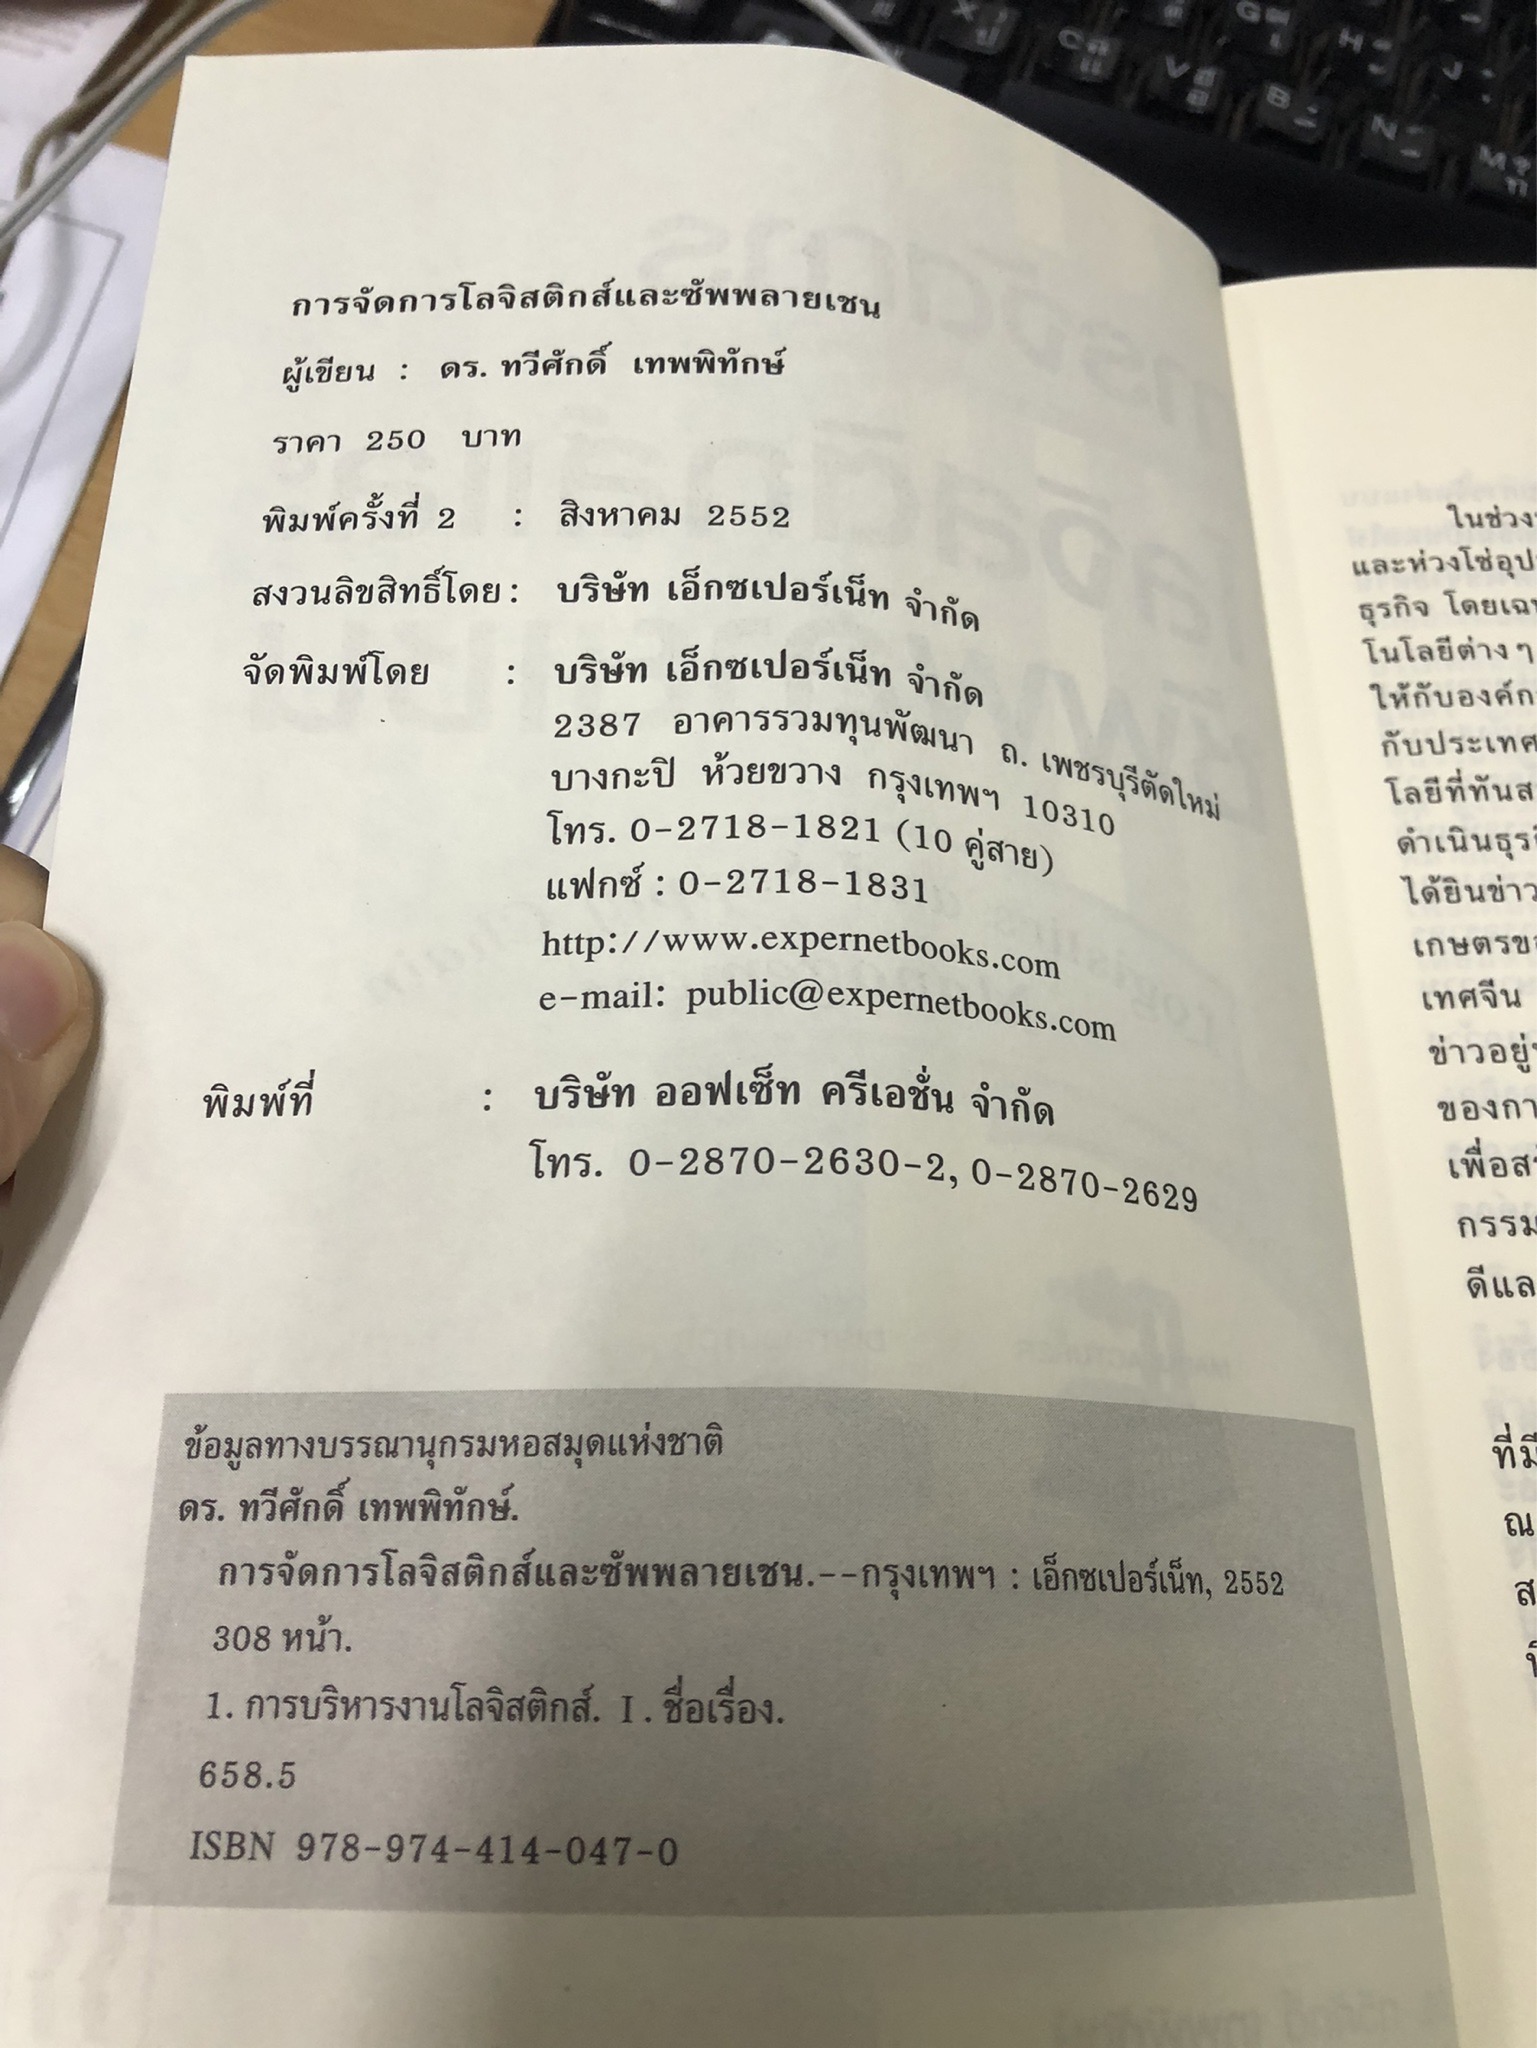 การจัดการโลจิสติกส์และซัพพลายเชน
ผู้เขียน : ดร. ทวีศักดิ์ เทพพิทักษ์
ราคา 250 บาท
พิมพ์ครั้งที่ 2 : สิงหาคม 2552
สงวนลิขสิทธิ์โดย : บริษัท เอ็กซเปอร์เน็ท จำกัด
จัดพิมพ์โดย : บริษัท เอ็กซเปอร์เน็ท จำกัด
2387 อาคารรวมทุนพัฒนา ถ. เพชรบุรีตัดใหม่
บางกะปิ ห้วยขวาง กรุงเทพฯ 10310
โทร. 0-2718-1821 (10 คู่สาย)
แฟกซ์ : 0-2718-1831
http://www.expernetbooks.com
e-mail: public@expernetbooks.com
พิมพ์ที่ : บริษัท ออฟเซ็ท ครีเอชั่น จำกัด
โทร. 0-2870-2630-2, 0-2870-2629
ข้อมูลทางบรรณานุกรมหอสมุดแห่งชาติ
ดร. ทวีศักดิ์ เทพพิทักษ์.
การจัดการโลจิสติกส์และซัพพลายเชน.--กรุงเทพฯ : เอ็กซเปอร์เน็ท, 2552
308 หน้า.
1. การบริหารงานโลจิสติกส์. I . ชื่อเรื่อง.
658.5
ISBN 978-974-414-047-0
ในช่วง
และห่วงโซ่อุป
ธุรกิจ โดยเฉ
โนโลยีต่าง ๆ
ให้กับองค์ก
กับประเทศ
โลยีที่ทันส
ดำเนินธุร
ได้ยินข่าว
เกษตรข
เทศจีน
ข่าวอยู่
ของกา
เพื่อส
กรรม
ดีแล
ที่มี
ณ
ส